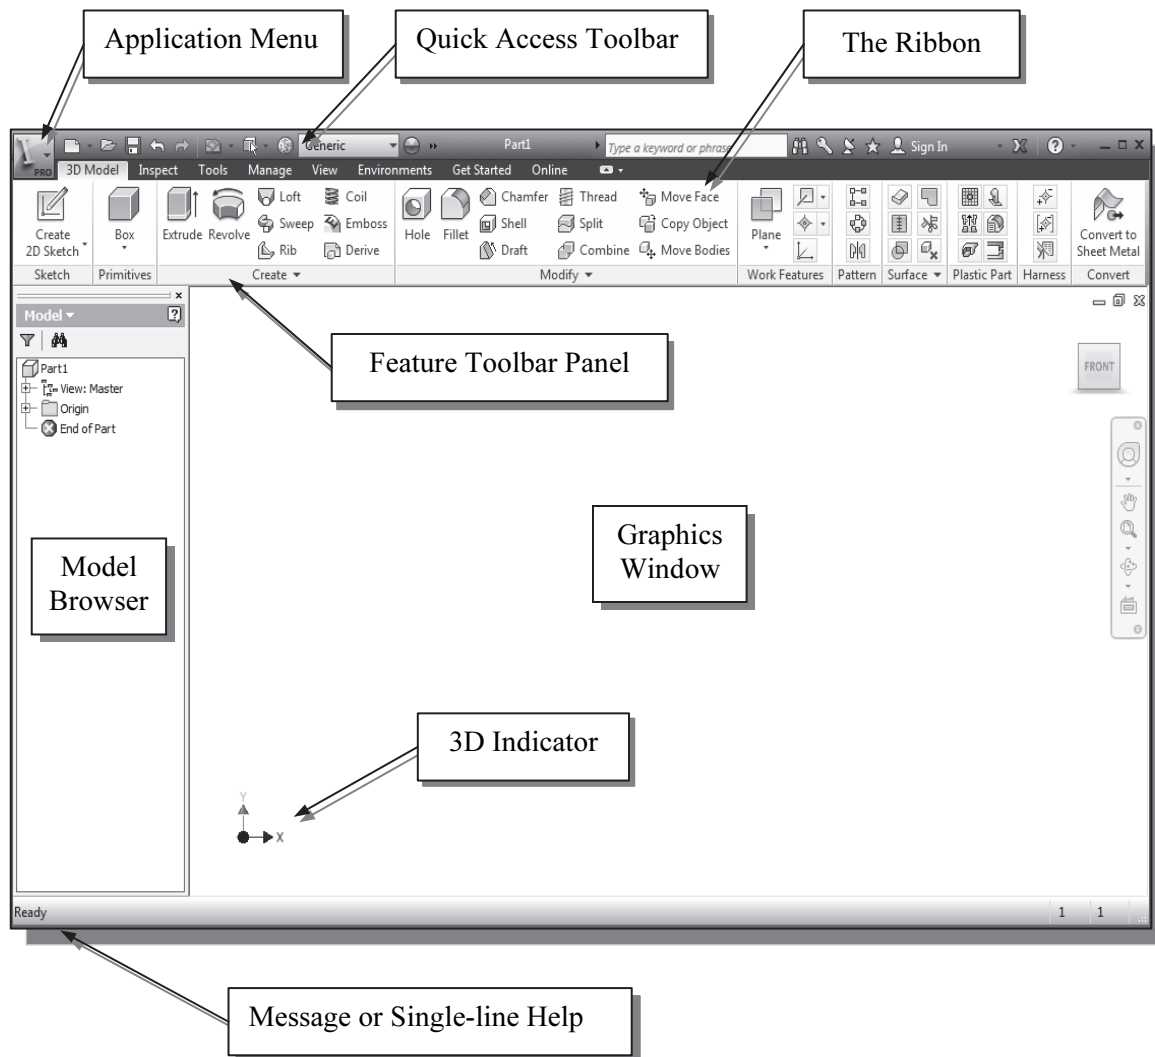 Application Menu
Quick Access Toolbar
The Ribbon
PRO
Generic
Part1
Type a keyword or phrase
Sign In
3D Model Inspect Tools Manage View Environments Get Started Online
Create
2D Sketch
Box
Extrude Revolve
Loft Coil
Sweep Emboss
Rib Derive
Hole Fillet
Chamfer Thread Move Face
Shell Split Copy Object
Draft Combine Move Bodies
Plane
Convert to
Sheet Metal
Sketch Primitives Create Modify Work Features Pattern Surface Plastic Part Harness Convert
Model
Part1
View: Master
Origin
End of Part
Feature Toolbar Panel
FRONT
Model
Browser
Graphics
Window
3D Indicator
Y
X
Ready
1 1
Message or Single-line Help